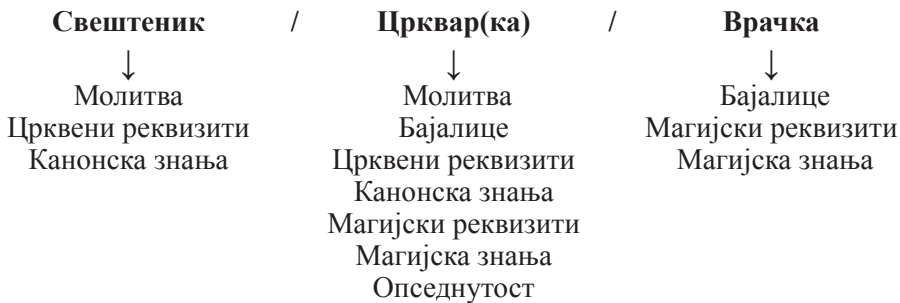 Свештеник / Црквар(ка) / Врачка
↓ ↓ ↓
Молитва Молитва Бајалице
Црквени реквизити Бајалице Магијски реквизити
Канонска знања Црквени реквизити Магијска знања
Канонска знања
Магијски реквизити
Магијска знања
Опседнутост